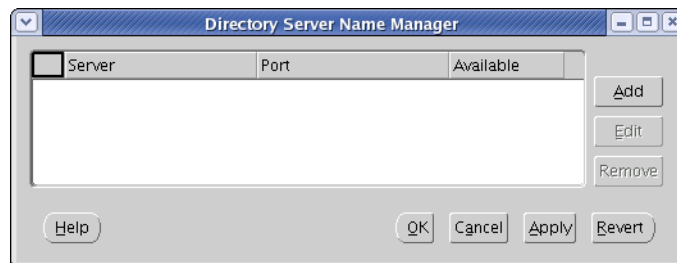 Directory Server Name Manager
Server Port Available
Add
Edit
Remove
Help OK Cancel Apply Revert